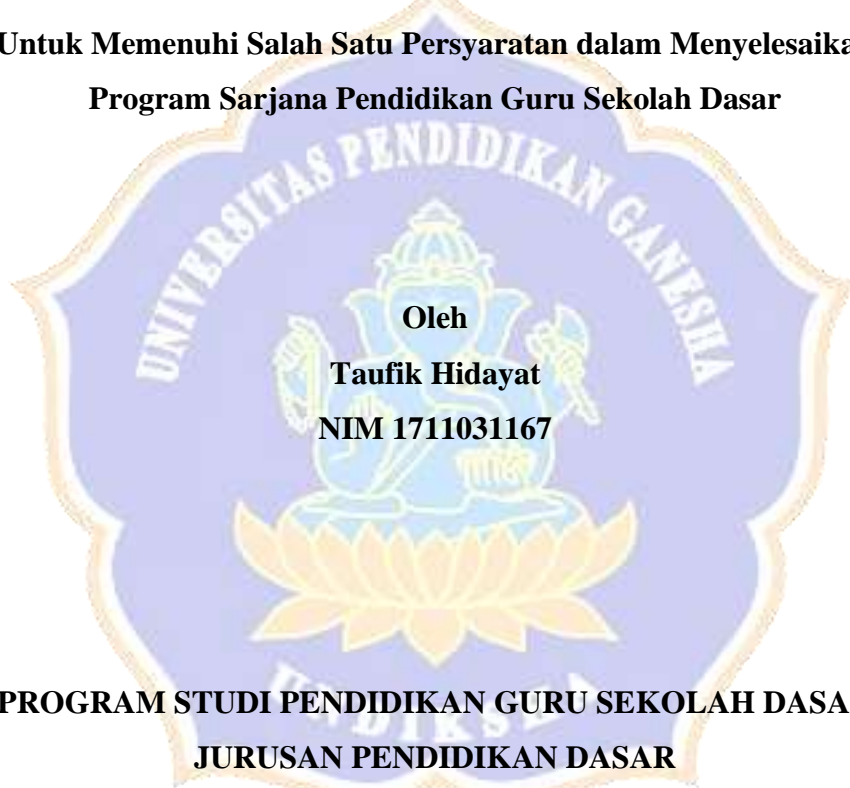 Untuk Memenuhi Salah Satu Persyaratan dalam Menyelesaika
Program Sarjana Pendidikan Guru Sekolah Dasar
UNIVERSITAS PENDIDIKAN GANESHA
Oleh
Taufik Hidayat
NIM 1711031167
UNDIKSHA
PROGRAM STUDI PENDIDIKAN GURU SEKOLAH DASA
JURUSAN PENDIDIKAN DASAR